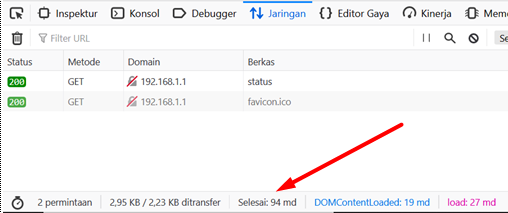 Inspektur Konsol Debugger Jaringan Editor Gaya Kinerja Mem
Filter URL
Status Metode Domain Berkas
200 GET 192.168.1.1 status
200 GET 192.168.1.1 favicon.ico
2 permintaan 2,95 KB / 2,23 KB ditransfer Selesai: 94 md DOMContentLoaded: 19 md load: 27 md